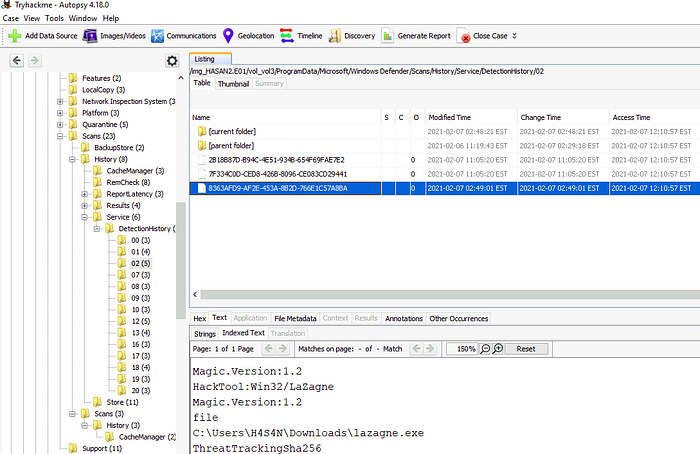 Tryhackme - Autopsy 4.18.0
Case View Tools Window Help
Add Data Source Images/Videos Communications Geolocation Timeline Discovery Generate Report Close Case
Listing
/img_HASAN2.E01/vol_vol3/ProgramData/Microsoft/Windows Defender/Scans/History/Service/DetectionHistory/02
Table Thumbnail Summary
Name S C O Modified Time Change Time Access Time
[current folder] 2021-02-07 02:48:21 EST 2021-02-07 02:48:21 EST 2021-02-07 12:10:57 EST
[parent folder] 2021-02-06 11:19:43 EST 2021-02-07 02:29:18 EST 2021-02-07 12:10:57 EST
2B18B87D-B94C-4E51-934B-654F69FAE7E2 0 2021-02-07 11:05:20 EST 2021-02-07 11:05:20 EST 2021-02-07 12:10:57 EST
7F334C0D-CED8-426B-8096-CE083CD29441 0 2021-02-07 11:05:20 EST 2021-02-07 11:05:20 EST 2021-02-07 12:10:57 EST
8363AFD9-AF2E-453A-8B2D-766E1C57A8BA 0 2021-02-07 02:49:01 EST 2021-02-07 02:49:01 EST 2021-02-07 12:10:57 EST
Features (2)
LocalCopy (3)
Network Inspection System (3
Platform (3)
Quarantine (5)
Scans (23)
BackupStore (2)
History (8)
CacheManager (3)
RemCheck (8)
ReportLatency (3)
Results (4)
Service (6)
DetectionHistory (
00 (3)
01 (4)
02 (5)
07 (3)
08 (3)
09 (3)
10 (3)
12 (5)
13 (4)
16 (3)
17 (3)
18 (4)
19 (3)
20 (3)
Store (11)
Scans (3)
History (3)
CacheManager (2)
Support (11)
Hex Text Application File Metadata Context Results Annotations Other Occurrences
Strings Indexed Text Translation
Page: 1 of 1 Page Matches on page: - of - Match 150% Reset
Magic.Version:1.2
HackTool:Win32/LaZagne
Magic.Version:1.2
file
C:\Users\H4S4N\Downloads\lazagne.exe
ThreatTrackingSha256